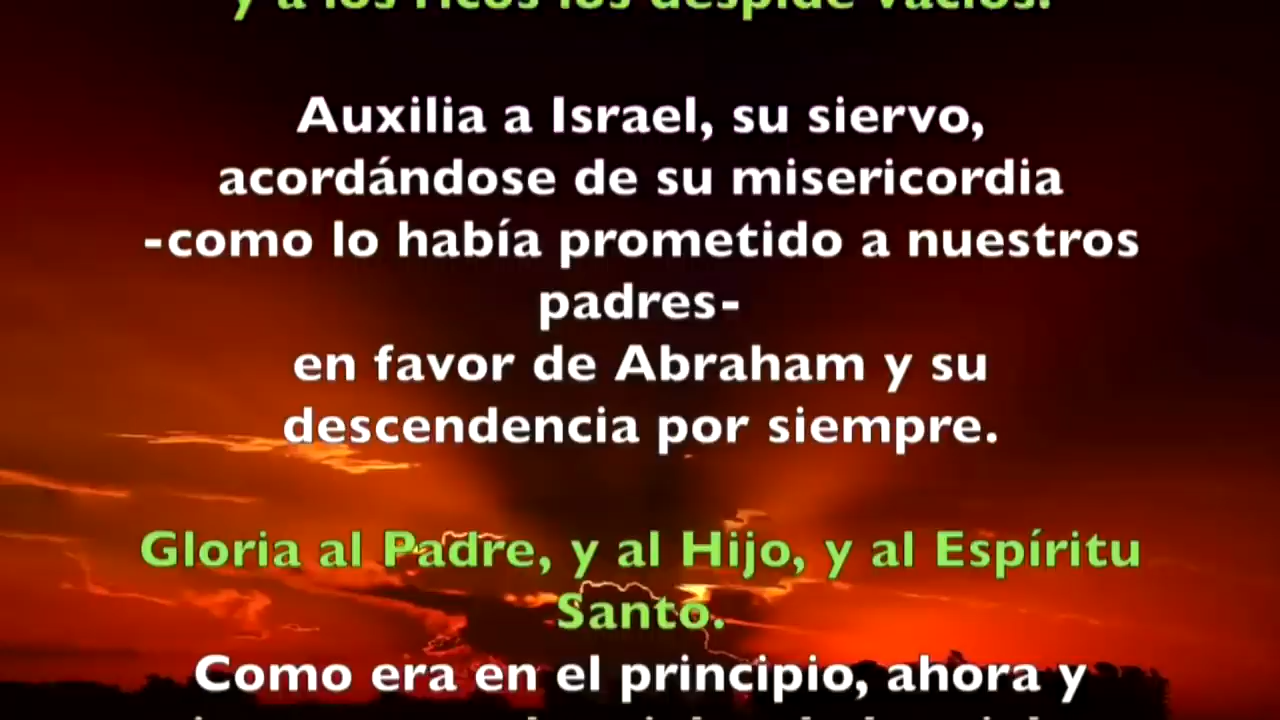 y a los ricos los despide vacíos.
Auxilia a Israel, su siervo,
acordándose de su misericordia
-como lo había prometido a nuestros
padres-
en favor de Abraham y su
descendencia por siempre.
Gloria al Padre, y al Hijo, y al Espíritu
Santo.
Como era en el principio, ahora y